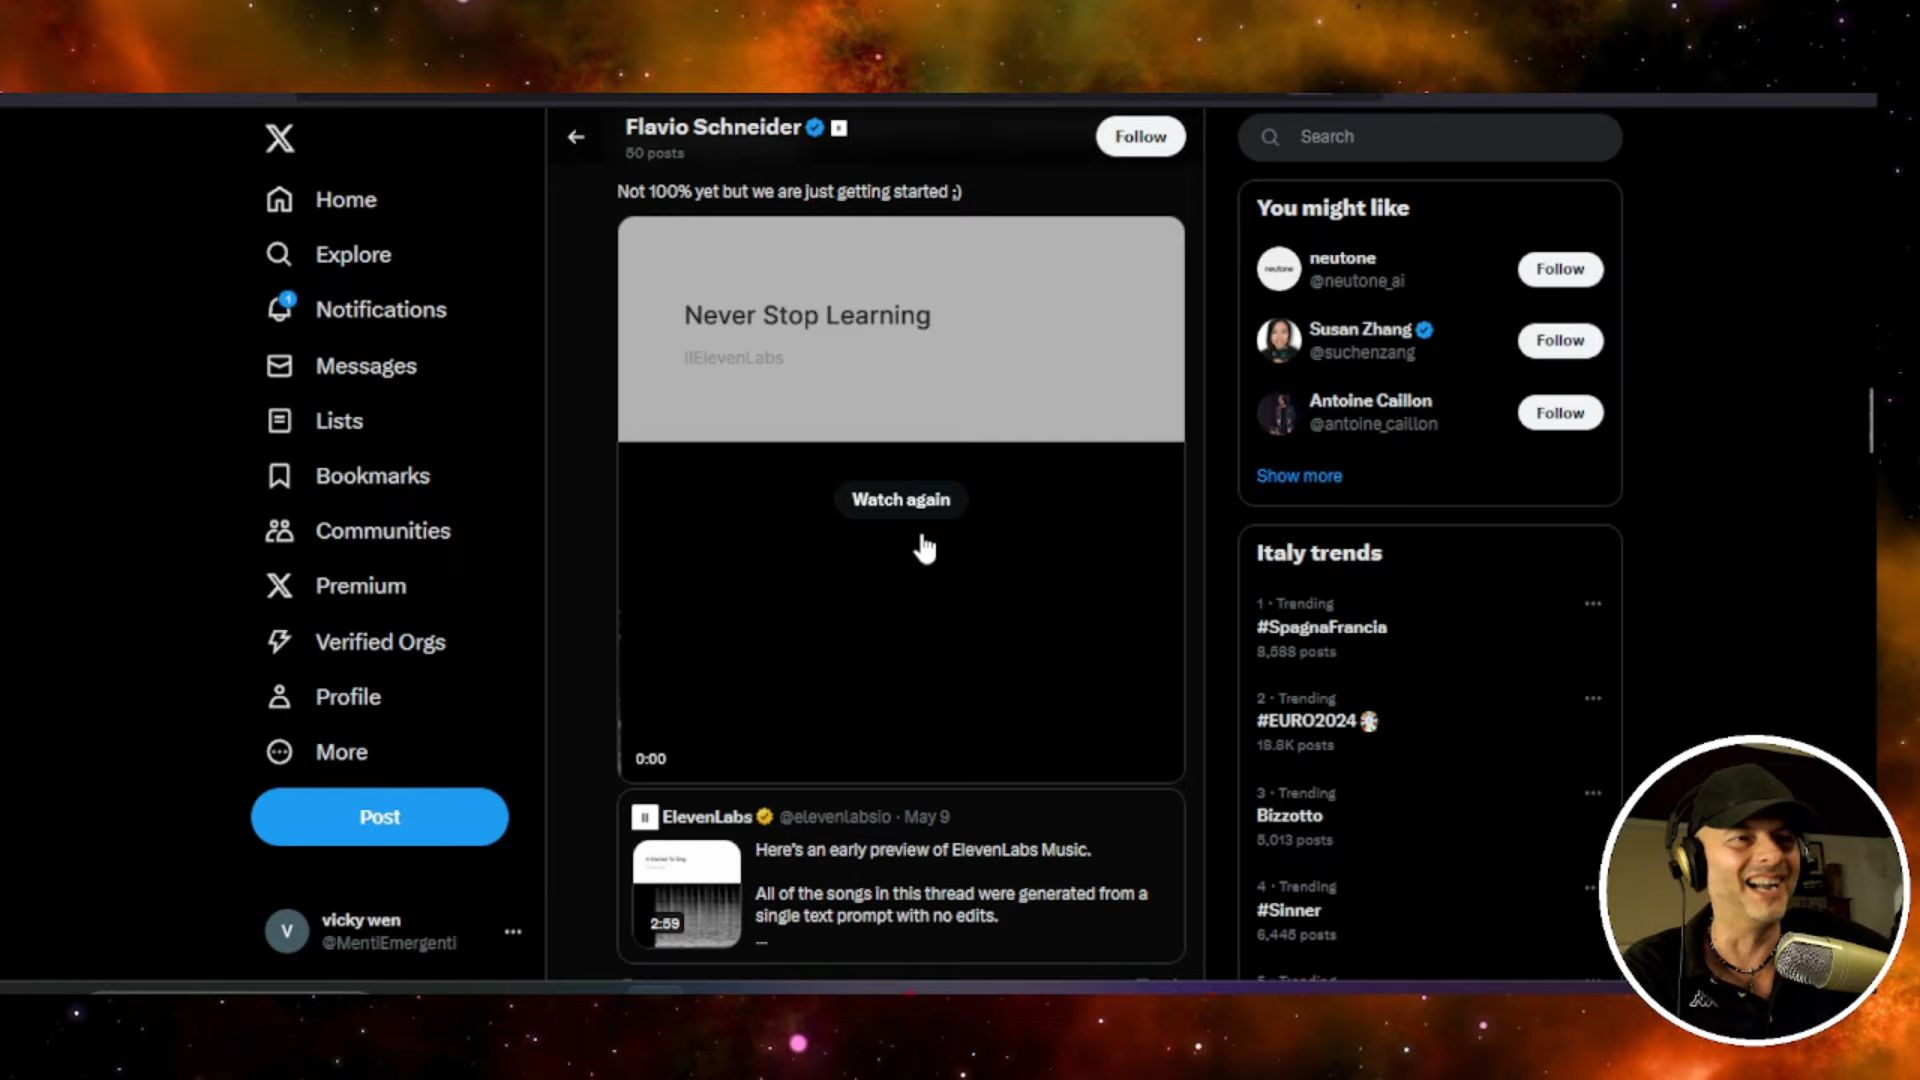 Home
Explore
1
Notifications
Messages
Lists
Bookmarks
Communities
Premium
Verified Orgs
Profile
More
Post
V
vicky wen
@MentiEmergenti
Flavio Schneider
50 posts
Follow
Not 100% yet but we are just getting started ;)
Never Stop Learning
IIElevenLabs
Watch again
0:00
ElevenLabs @elevenlabsio · May 9
Here's an early preview of ElevenLabs Music.
All of the songs in this thread were generated from a
single text prompt with no edits.
...
2:59
Search
You might like
neutone
neutone
@neutone_ai
Follow
Susan Zhang
@suchenzang
Follow
Antoine Caillon
@antoine_caillon
Follow
Show more
Italy trends
1 · Trending
#SpagnaFrancia
8,588 posts
2 · Trending
#EURO2024
18.8K posts
3 · Trending
Bizzotto
5,013 posts
4 · Trending
#Sinner
6,445 posts